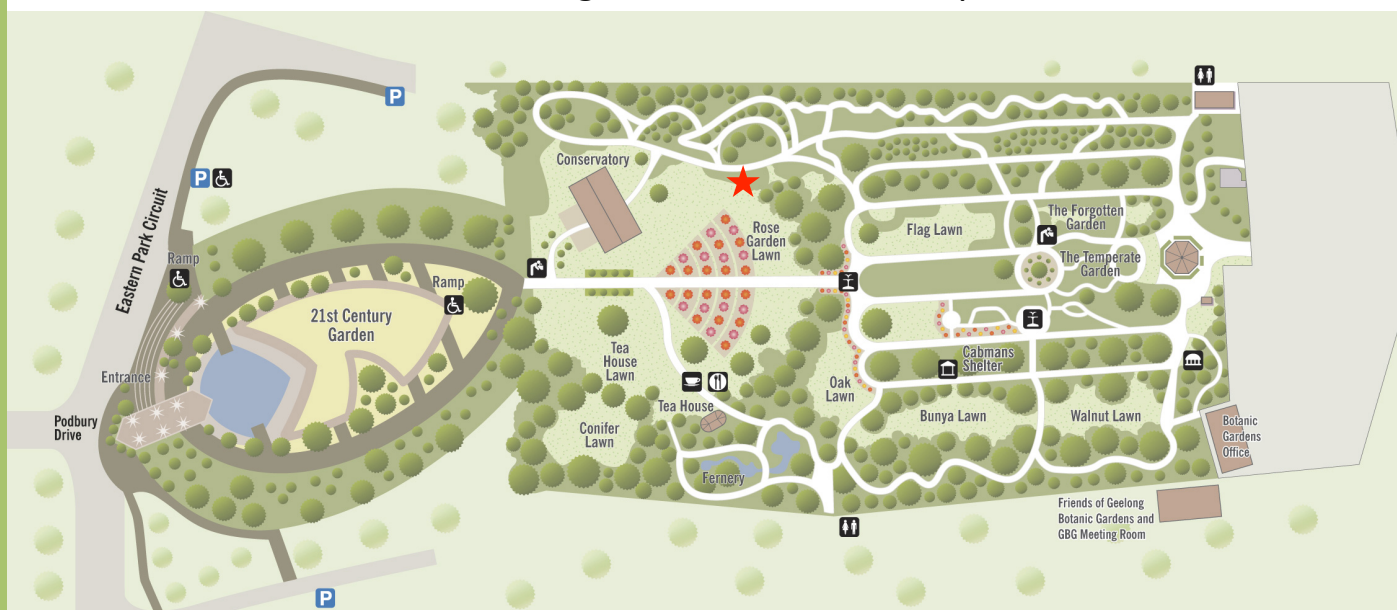 Conservatory
P
P
Eastern Park Circuit
Ramp
Ramp
21st Century
Garden
Entrance
Podbury
Drive
Rose
Garden
Lawn
Flag Lawn
The Forgotten
Garden
The Temperate
Garden
Tea
House
Lawn
Oak
Lawn
Cabmans
Shelter
Tea House
Conifer
Lawn
Bunya Lawn
Walnut Lawn
Fernery
Botanic
Gardens
Office
Friends of Geelong
Botanic Gardens and
GBG Meeting Room
P